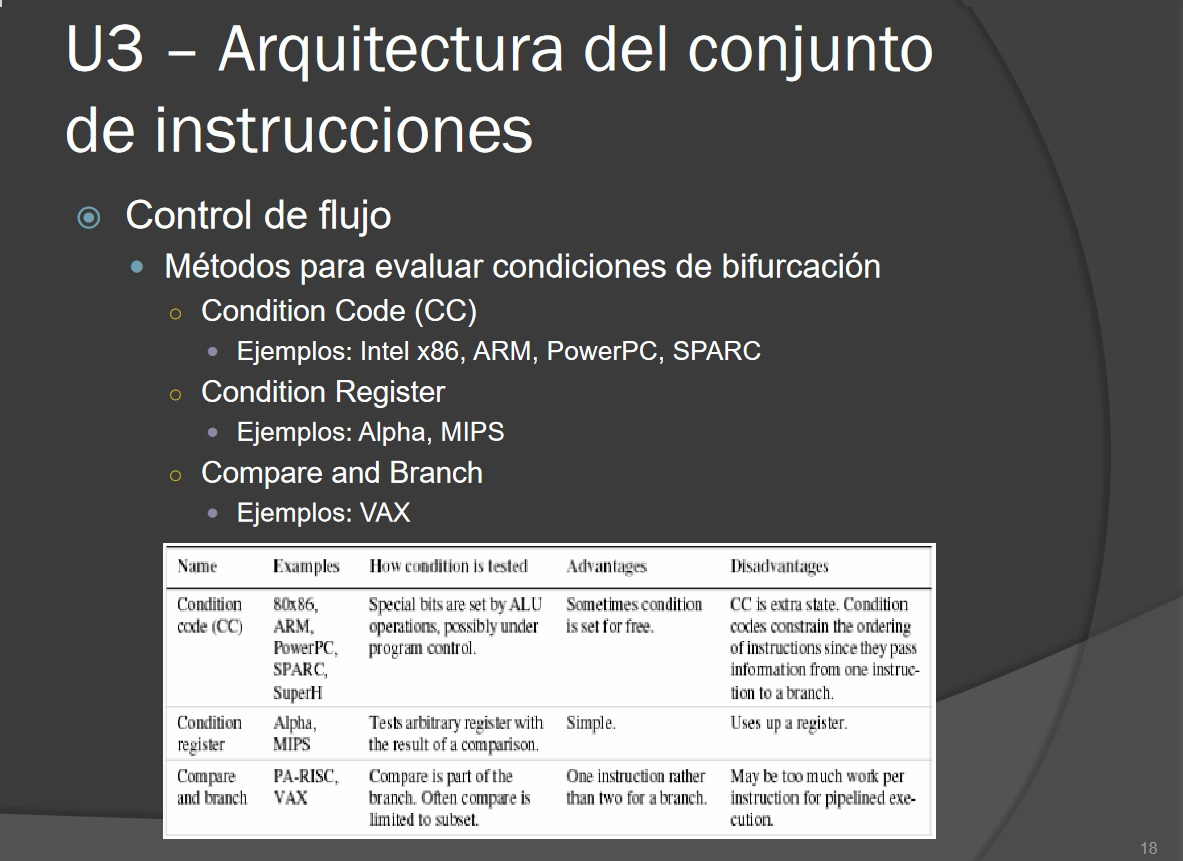 U3 – Arquitectura del conjunto
de instrucciones
Control de flujo
Métodos para evaluar condiciones de bifurcación
Condition Code (CC)
Ejemplos: Intel x86, ARM, PowerPC, SPARC
Condition Register
Ejemplos: Alpha, MIPS
Compare and Branch
Ejemplos: VAX
Name Examples How condition is tested Advantages Disadvantages
Condition 80x86, Special bits are set by ALU Sometimes condition CC is extra state. Condition
code (CC) ARM, operations, possibly under is set for free. codes constrain the ordering
PowerPC, program control. of instructions since they pass
SPARC, information from one instruc-
SuperH tion to a branch.
Condition Alpha, Tests arbitrary register with Simple. Uses up a register.
register MIPS the result of a comparison.
Compare PA-RISC, Compare is part of the One instruction rather May be too much work per
and branch VAX branch. Often compare is than two for a branch. instruction for pipelined exe-
limited to subset. cution.
18